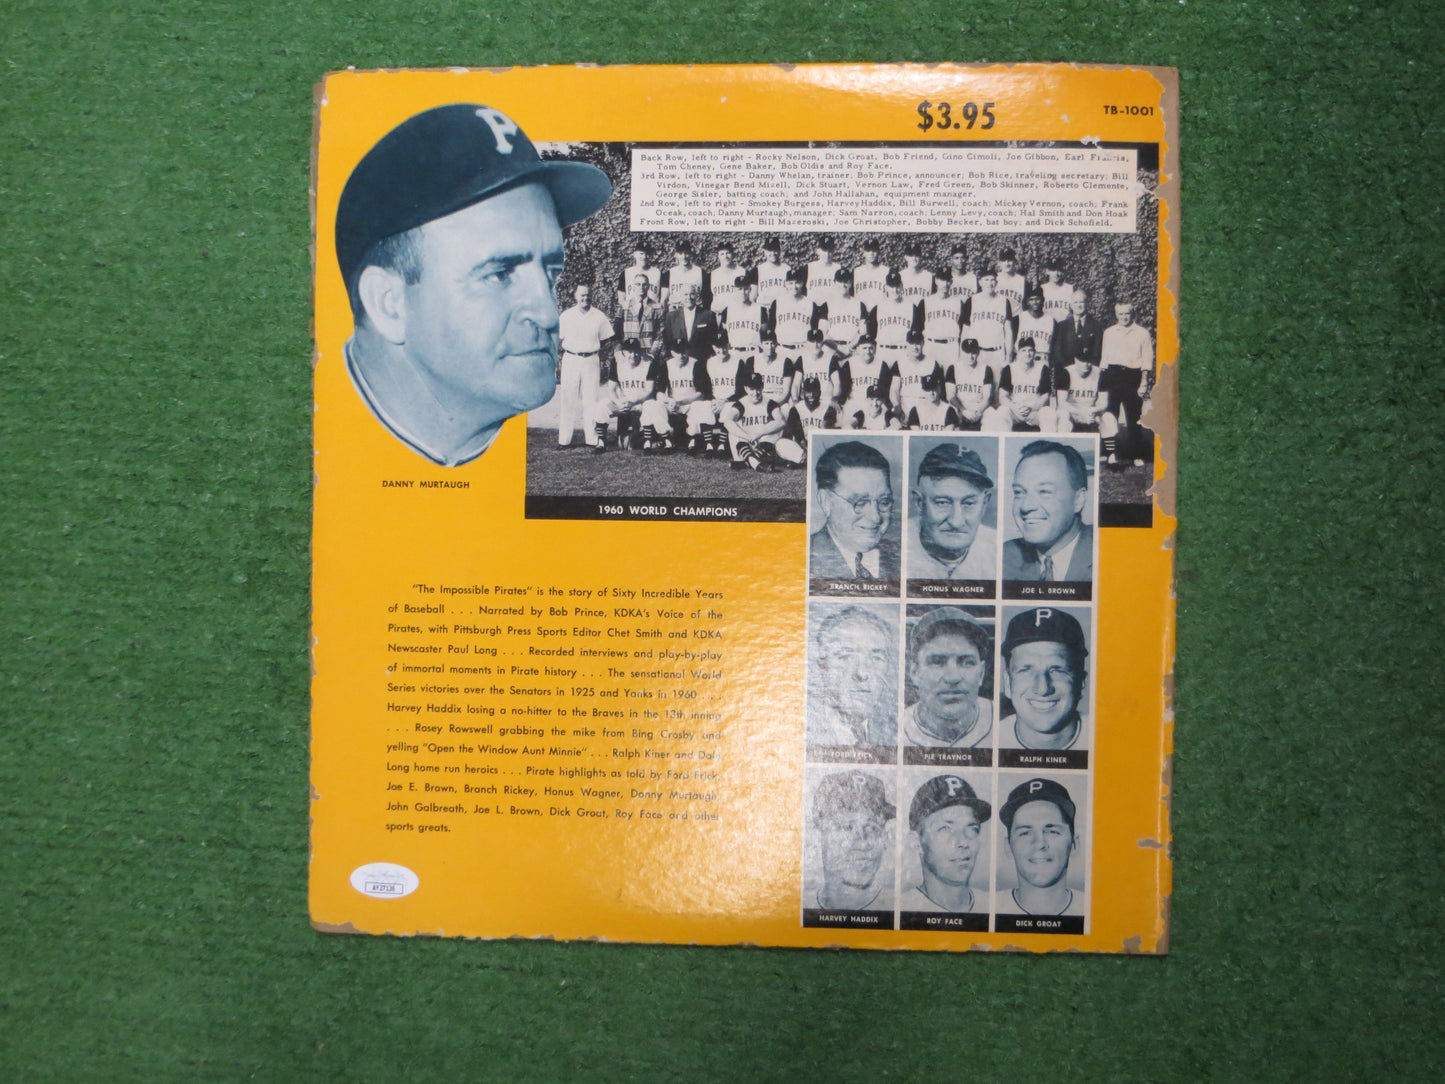 $3.95
TB-1001
Back Row, left to right - Rocky Nelson, Dick Groat, Bob Friend, Gino Cimoli, Joe Gibbon, Earl Francis,
Tom Cheney, Gene Baker, Bob Oldis and Roy Face.
3rd Row, left to right - Danny Whelan, trainer. Bob Prince, announcer; Bob Rice, traveling secretary; Bill
Virdon, Vinegar Bend Mizell, Dick Stuart, Vernon Law, Fred Green, Bob Skinner, Roberto Clemente,
George Sisler, batting coach; and John Hallahan, equipment manager.
2nd Row, left to right - Smokey Burgess, Harvey Haddix, Bill Burwell, coach; Mickey Vernon, coach; Frank
Oceak, coach; Danny Murtaugh, manager; Sam Narron, coach; Lenny Levy, coach; Hal Smith and Don Hoak
Front Row, left to right - Bill Mazeroski, Joe Christopher, Bobby Becker, bat boy; and Dick Schofield.
P
PIRATES
DANNY MURTAUGH
1960 WORLD CHAMPIONS
BRANCH RICKEY
HONUS WAGNER
JOE L. BROWN
FORD FRICK
PIE TRAYNOR
RALPH KINER
HARVEY HADDIX
ROY FACE
DICK GROAT
"The Impossible Pirates" is the story of Sixty Incredible Years
of Baseball . . . Narrated by Bob Prince, KDKA's Voice of the
Pirates, with Pittsburgh Press Sports Editor Chet Smith and KDKA
Newscaster Paul Long . . . Recorded interviews and play-by-play
of immortal moments in Pirate history . . . The sensational World
Series victories over the Senators in 1925 and Yanks in 1960 . . .
Harvey Haddix losing a no-hitter to the Braves in the 13th inning
. . . Rosey Rowswell grabbing the mike from Bing Crosby and
yelling "Open the Window Aunt Minnie" . . . Ralph Kiner and Dale
Long home run heroics . . . Pirate highlights as told by Ford Frick,
Joe E. Brown, Branch Rickey, Honus Wagner, Danny Murtaugh,
John Galbreath, Joe L. Brown, Dick Groat, Roy Face and other
sports greats.
AY27126